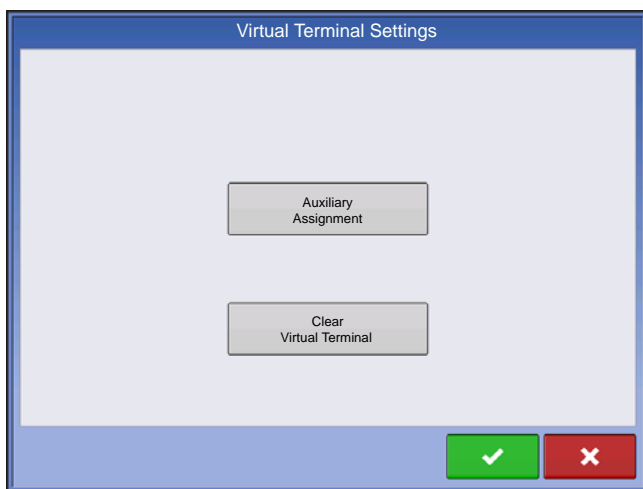 Virtual Terminal Settings
Auxiliary
Assignment
Clear
Virtual Terminal